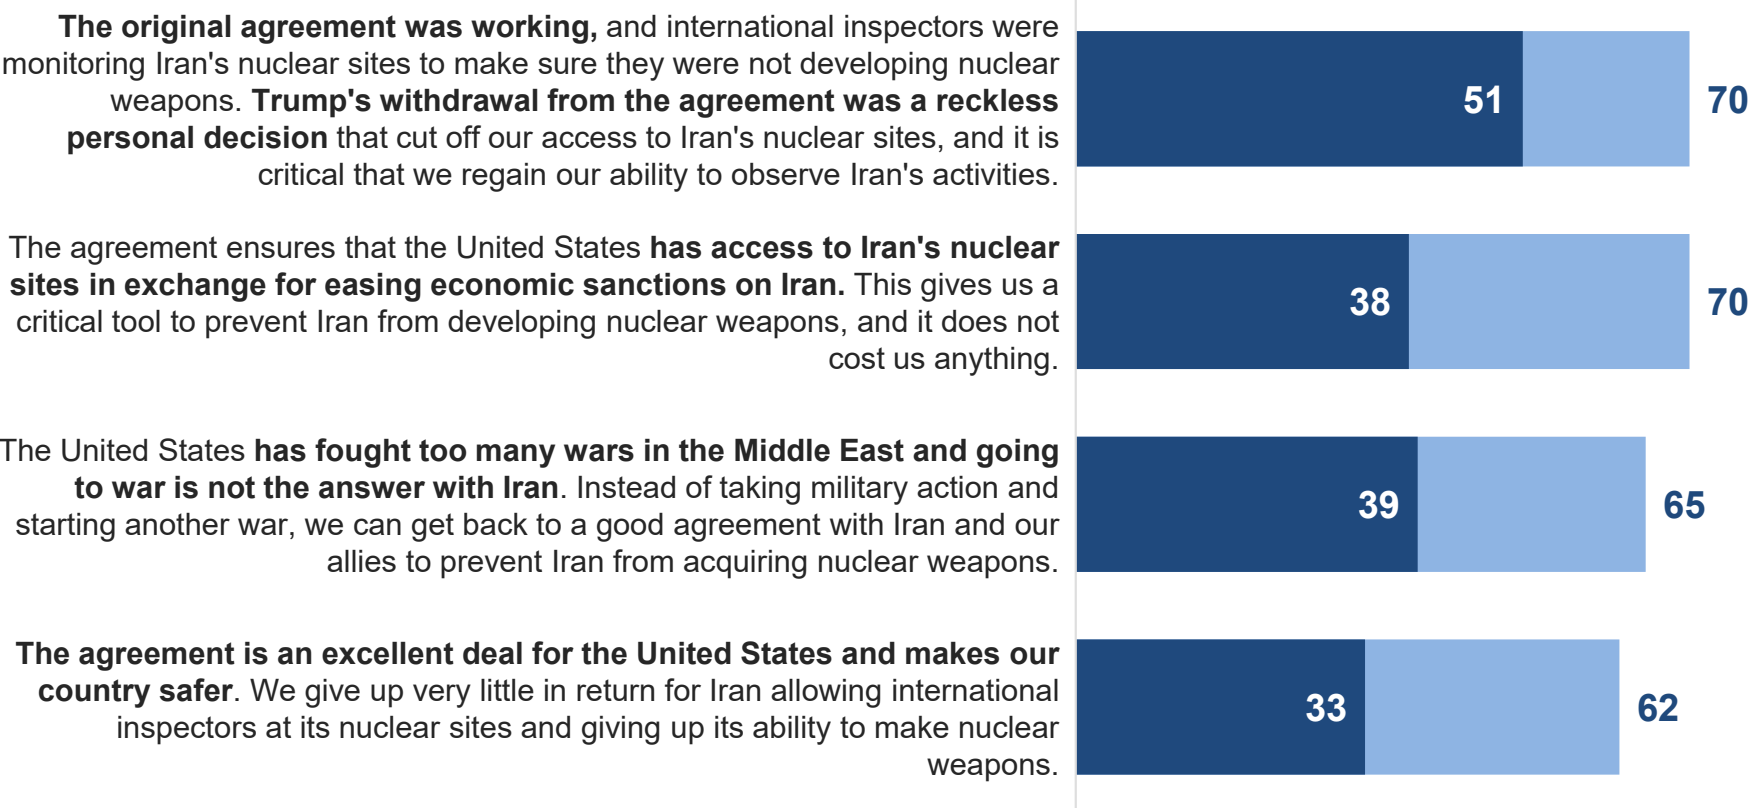 The original agreement was working, and international inspectors were
monitoring Iran's nuclear sites to make sure they were not developing nuclear
weapons. Trump's withdrawal from the agreement was a reckless
personal decision that cut off our access to Iran's nuclear sites, and it is
critical that we regain our ability to observe Iran's activities.
51 70
The agreement ensures that the United States has access to Iran's nuclear
sites in exchange for easing economic sanctions on Iran. This gives us a
critical tool to prevent Iran from developing nuclear weapons, and it does not
cost us anything.
38 70
The United States has fought too many wars in the Middle East and going
to war is not the answer with Iran. Instead of taking military action and
starting another war, we can get back to a good agreement with Iran and our
allies to prevent Iran from acquiring nuclear weapons.
39 65
The agreement is an excellent deal for the United States and makes our
country safer. We give up very little in return for Iran allowing international
inspectors at its nuclear sites and giving up its ability to make nuclear
weapons.
33 62